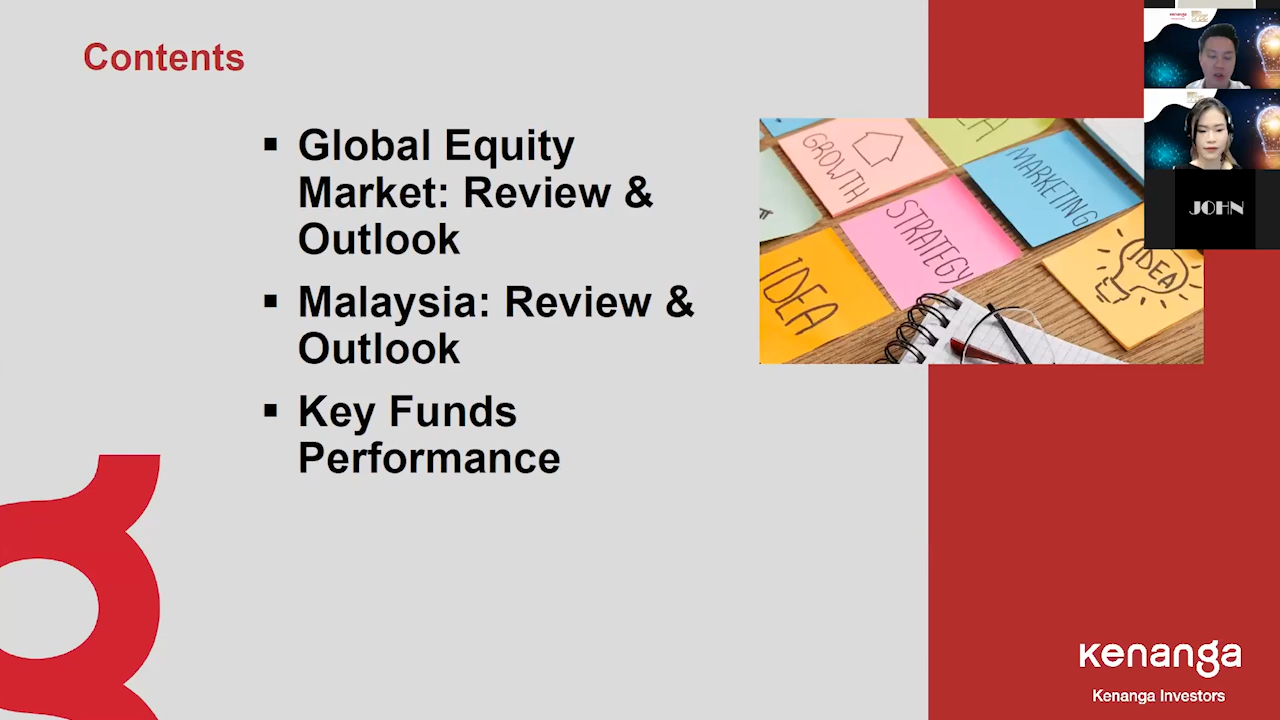 Contents
▪ Global Equity
Market: Review &
Outlook
▪ Malaysia: Review &
Outlook
▪ Key Funds
Performance
GROWTH
MARKETING
STRATEGY
IDEA
IDEA
JOHN
kenanga
Kenanga Investors